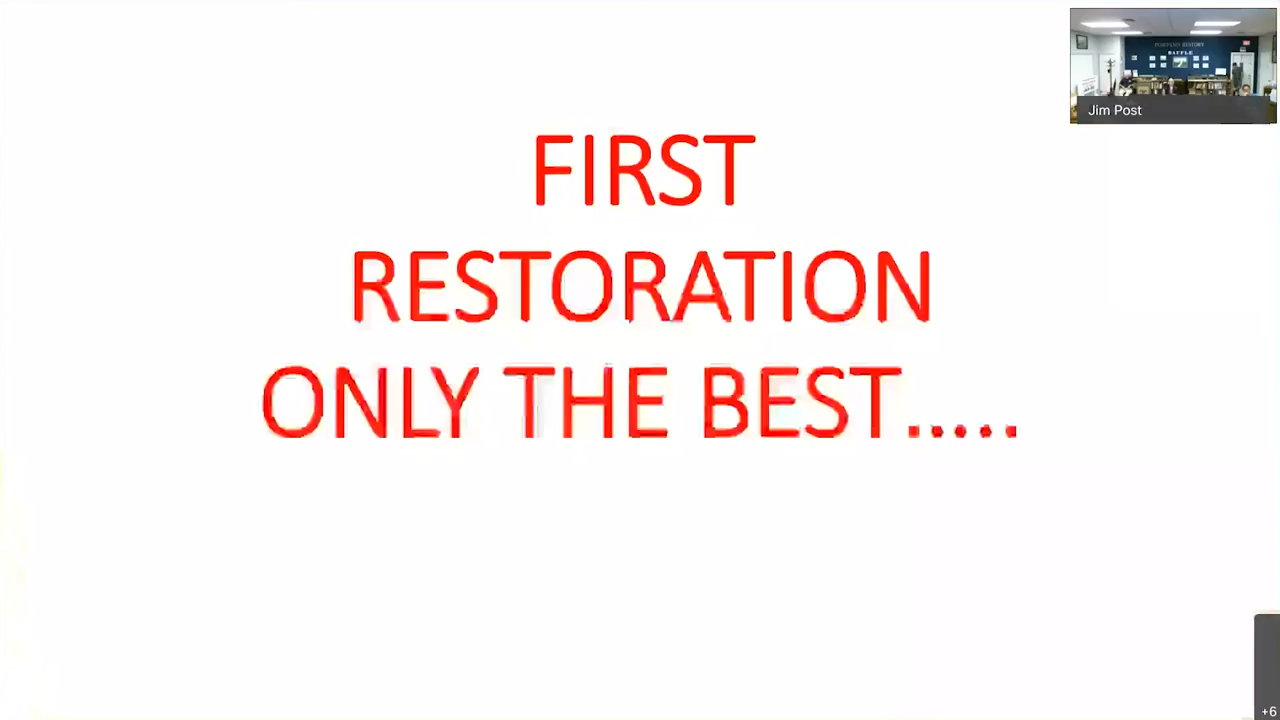 FIRST
RESTORATION
ONLY THE BEST.....
Jim Post
+6